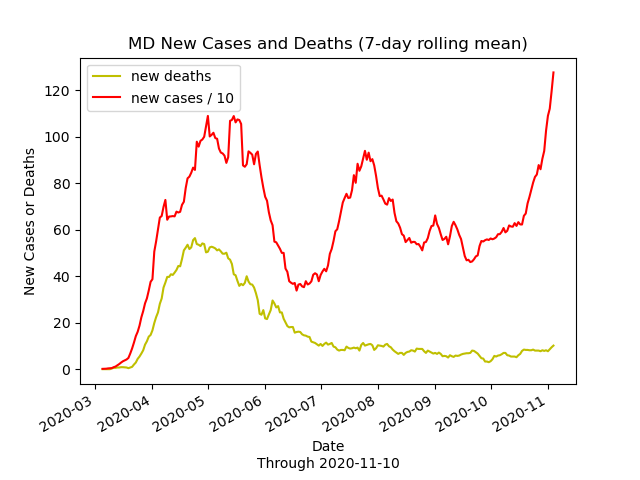 MD New Cases and Deaths (7-day rolling mean)
new deaths
new cases / 10
New Cases or Deaths
120
100
80
60
40
20
0
2020-03
2020-04
2020-05
2020-06
2020-07
2020-08
2020-09
2020-10
2020-11
Date
Through 2020-11-10